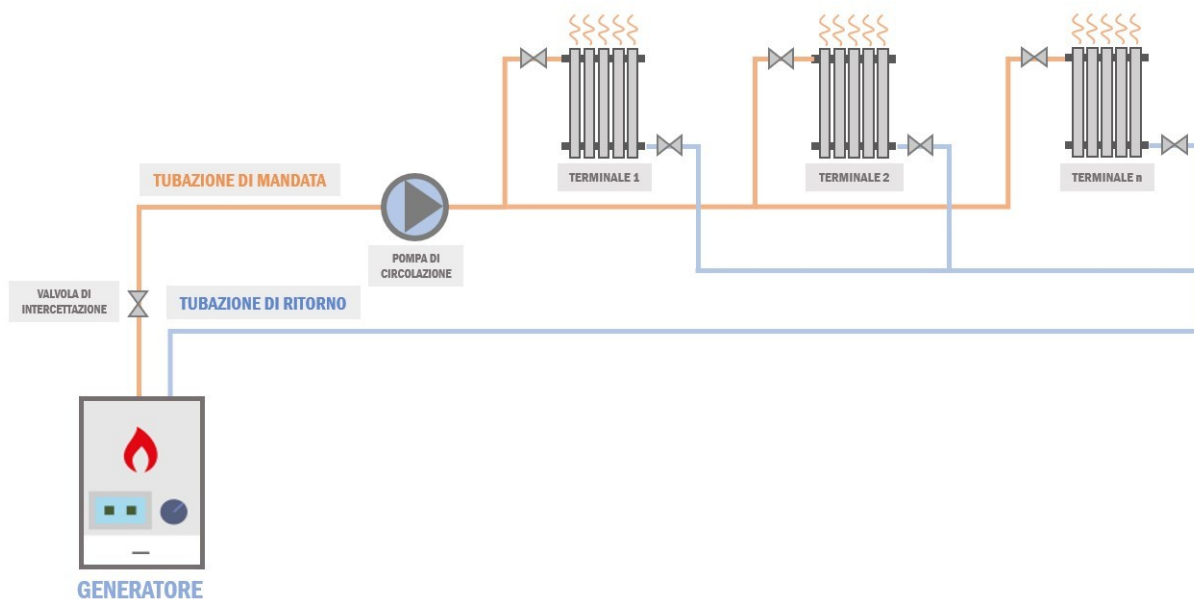 TERMINALE 1
TERMINALE 2
TERMINALE n
TUBAZIONE DI MANDATA
POMPA DI
CIRCOLAZIONE
VALVOLA DI
INTERCETTAZIONE
TUBAZIONE DI RITORNO
GENERATORE